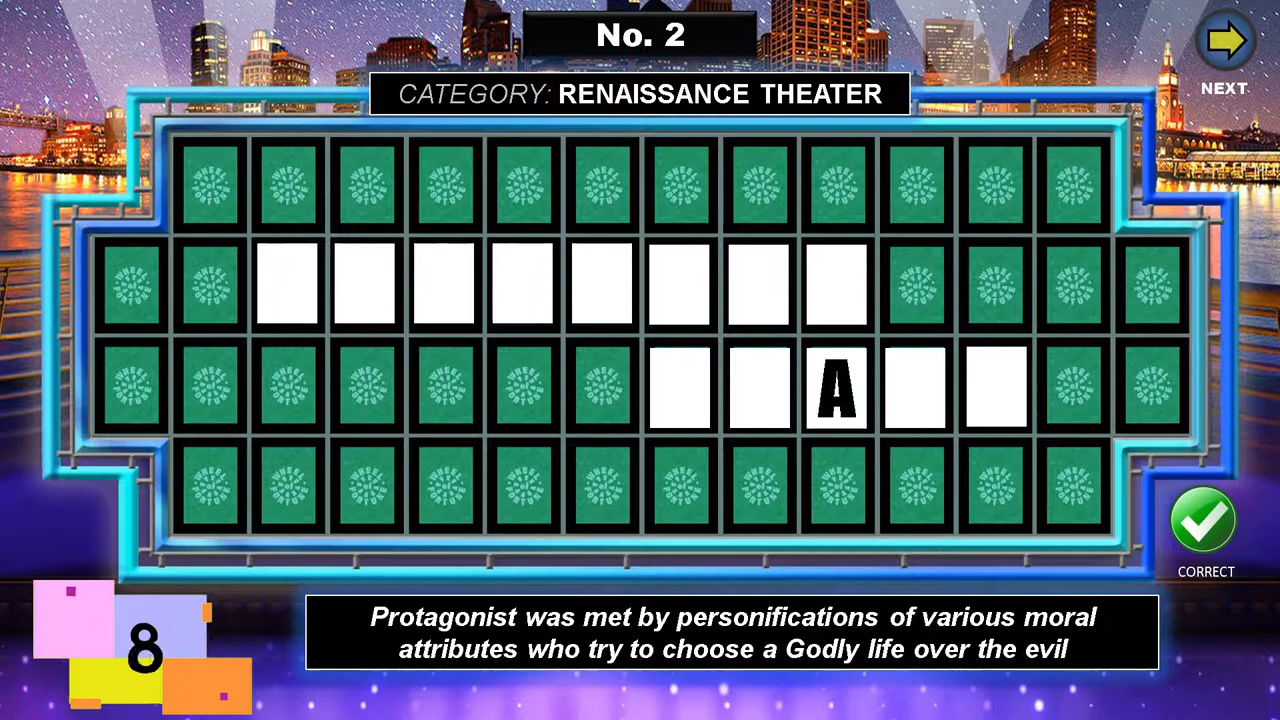 No. 2
NEXT
CATEGORY: RENAISSANCE THEATER
A
CORRECT
8
Protagonist was met by personifications of various moral
attributes who try to choose a Godly life over the evil